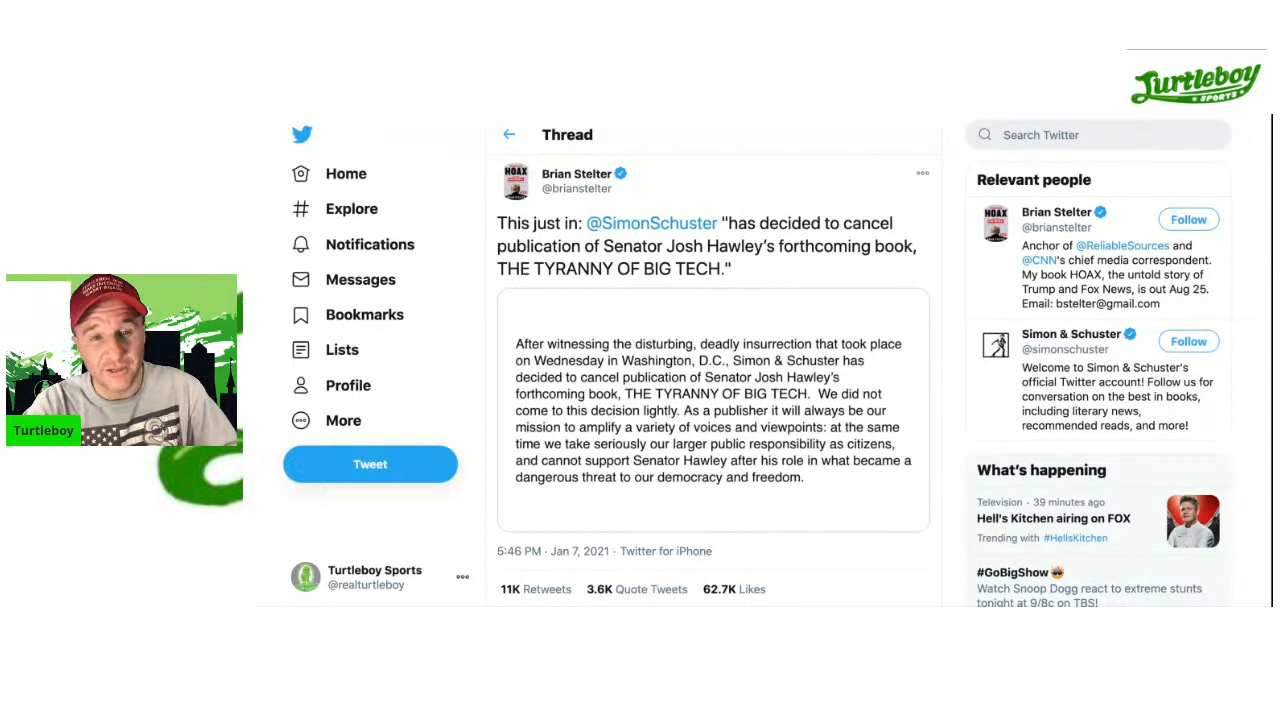 Turtleboy
SPORTS
Home
Explore
Notifications
Messages
Bookmarks
Lists
Profile
More
Tweet
Turtleboy Sports
@realturtleboy
Thread
HOAX
Brian Stelter
@brianstelter
This just in: @SimonSchuster "has decided to cancel
publication of Senator Josh Hawley's forthcoming book,
THE TYRANNY OF BIG TECH."
After witnessing the disturbing, deadly insurrection that took place
on Wednesday in Washington, D.C., Simon & Schuster has
decided to cancel publication of Senator Josh Hawley's
forthcoming book, THE TYRANNY OF BIG TECH. We did not
come to this decision lightly. As a publisher it will always be our
mission to amplify a variety of voices and viewpoints: at the same
time we take seriously our larger public responsibility as citizens,
and cannot support Senator Hawley after his role in what became a
dangerous threat to our democracy and freedom.
5:46 PM · Jan 7, 2021 · Twitter for iPhone
11K Retweets 3.6K Quote Tweets 62.7K Likes
Search Twitter
Relevant people
HOAX
Brian Stelter
@brianstelter
Follow
Anchor of @ReliableSources and
@CNN's chief media correspondent.
My book HOAX, the untold story of
Trump and Fox News, is out Aug 25.
Email: bstelter@gmail.com
Simon & Schuster
@simonschuster
Follow
Welcome to Simon & Schuster's
official Twitter account! Follow us for
conversation on the best in books,
including literary news,
recommended reads, and more!
What's happening
Television · 39 minutes ago
Hell's Kitchen airing on FOX
Trending with #HellsKitchen
#GoBigShow
Watch Snoop Dogg react to extreme stunts
tonight at 9/8c on TBS!
Turtleboy